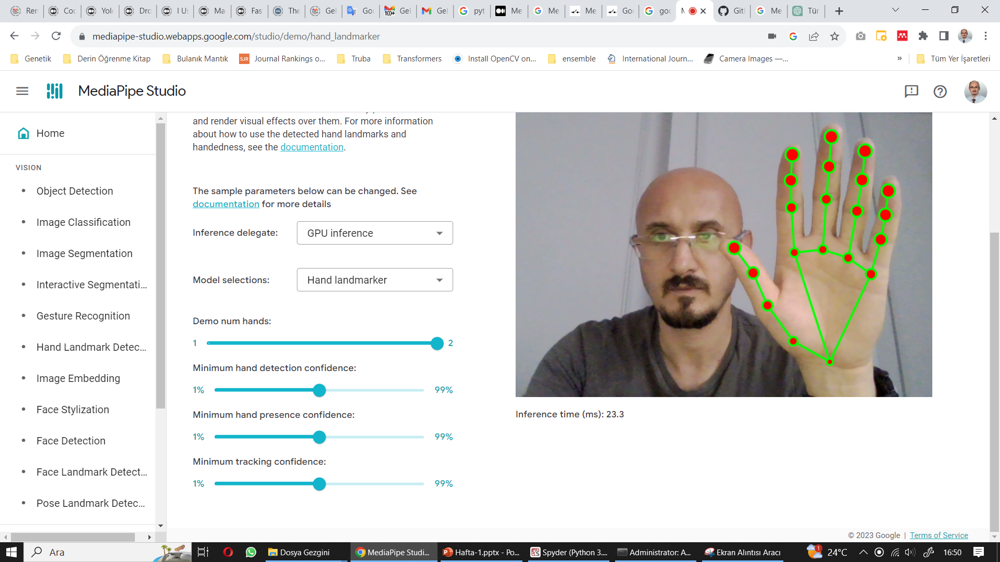 Rer
Coc
Yol
Dro
I Us
Ma
Fas
The
Gel
Goo
Gel
Gel
pyt
Me
Me
Me
Goo
goo
M
Git
Me
Tür
mediapipe-studio.webapps.google.com/studio/demo/hand_landmarker
Genetik
Derin Öğrenme Kitap
Bulanık Mantık
SJR Journal Rankings o...
Truba
Transformers
Install OpenCV on...
ensemble
International Journ...
Camera Images —...
»
Tüm Yer İşaretleri
MediaPipe Studio
Home
VISION
Object Detection
Image Classification
Image Segmentation
Interactive Segmentati...
Gesture Recognition
Hand Landmark Detec...
Image Embedding
Face Stylization
Face Detection
Face Landmark Detect...
Pose Landmark Detec...
and render visual effects over them. For more information
about how to use the detected hand landmarks and
handedness, see the documentation.
The sample parameters below can be changed. See
documentation for more details
Inference delegate: GPU inference
Model selections: Hand landmarker
Demo num hands:
1 2
Minimum hand detection confidence:
1% 99%
Minimum hand presence confidence:
1% 99%
Minimum tracking confidence:
1% 99%
Inference time (ms): 23.3
© 2023 Google | Terms of Service
Ara
Dosya Gezgini
MediaPipe Studi...
Hafta-1.pptx - Po...
Spyder (Python 3....
Administrator: A...
Ekran Alıntısı Aracı
1
24°C
16:50